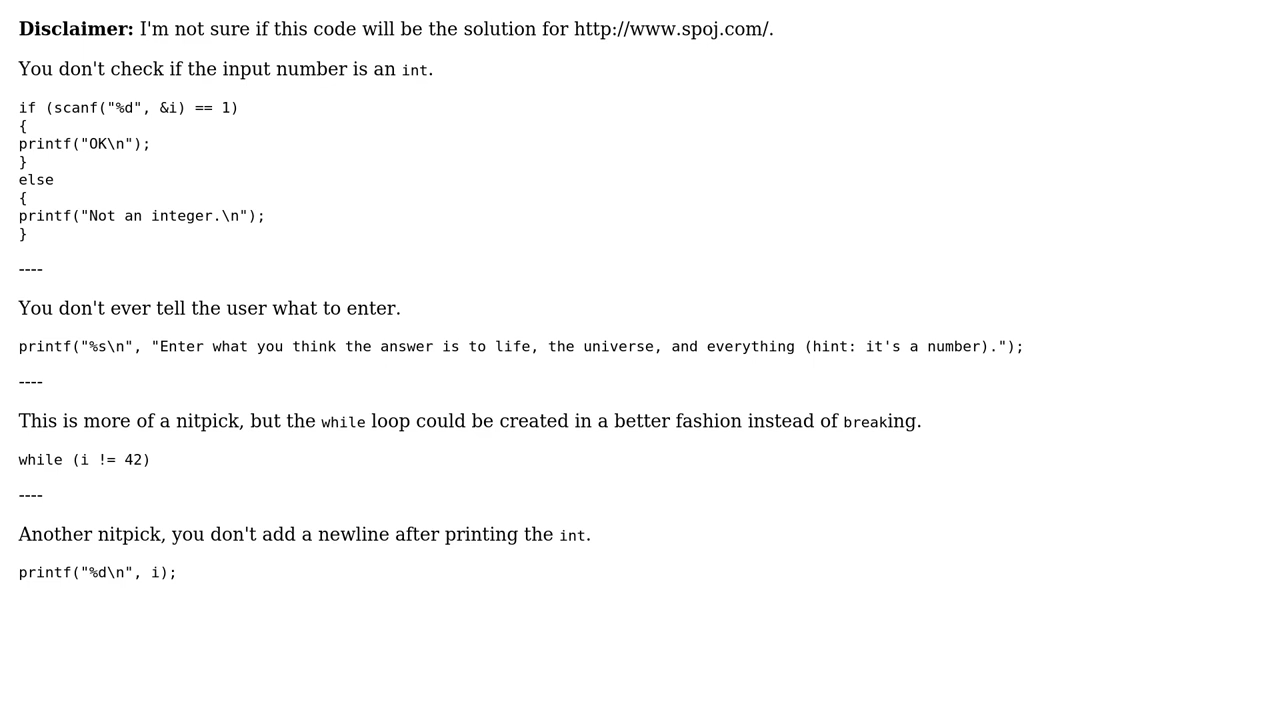 Disclaimer: I'm not sure if this code will be the solution for http://www.spoj.com/.
You don't check if the input number is an int.
if (scanf("%d", &i) == 1)
{
printf("OK\n");
}
else
{
printf("Not an integer.\n");
}
----
You don't ever tell the user what to enter.
printf("%s\n", "Enter what you think the answer is to life, the universe, and everything (hint: it's a number).");
----
This is more of a nitpick, but the while loop could be created in a better fashion instead of breaking.
while (i != 42)
----
Another nitpick, you don't add a newline after printing the int.
printf("%d\n", i);